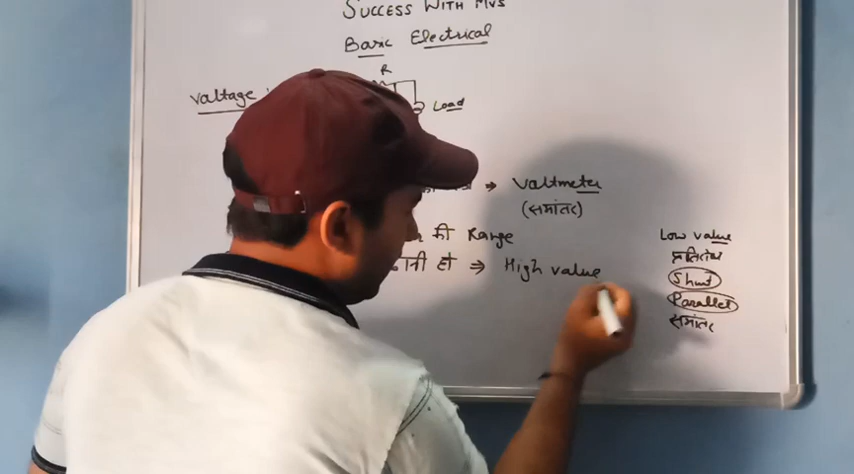 SUCCESS WITH MVS
Basic Electrical
Voltage
R
Load
⇒ Voltmeter
(समांतर)
की Range
हो ⇒ High value
Low value
प्रतिरोध
Shunt
Parallel
समांतर